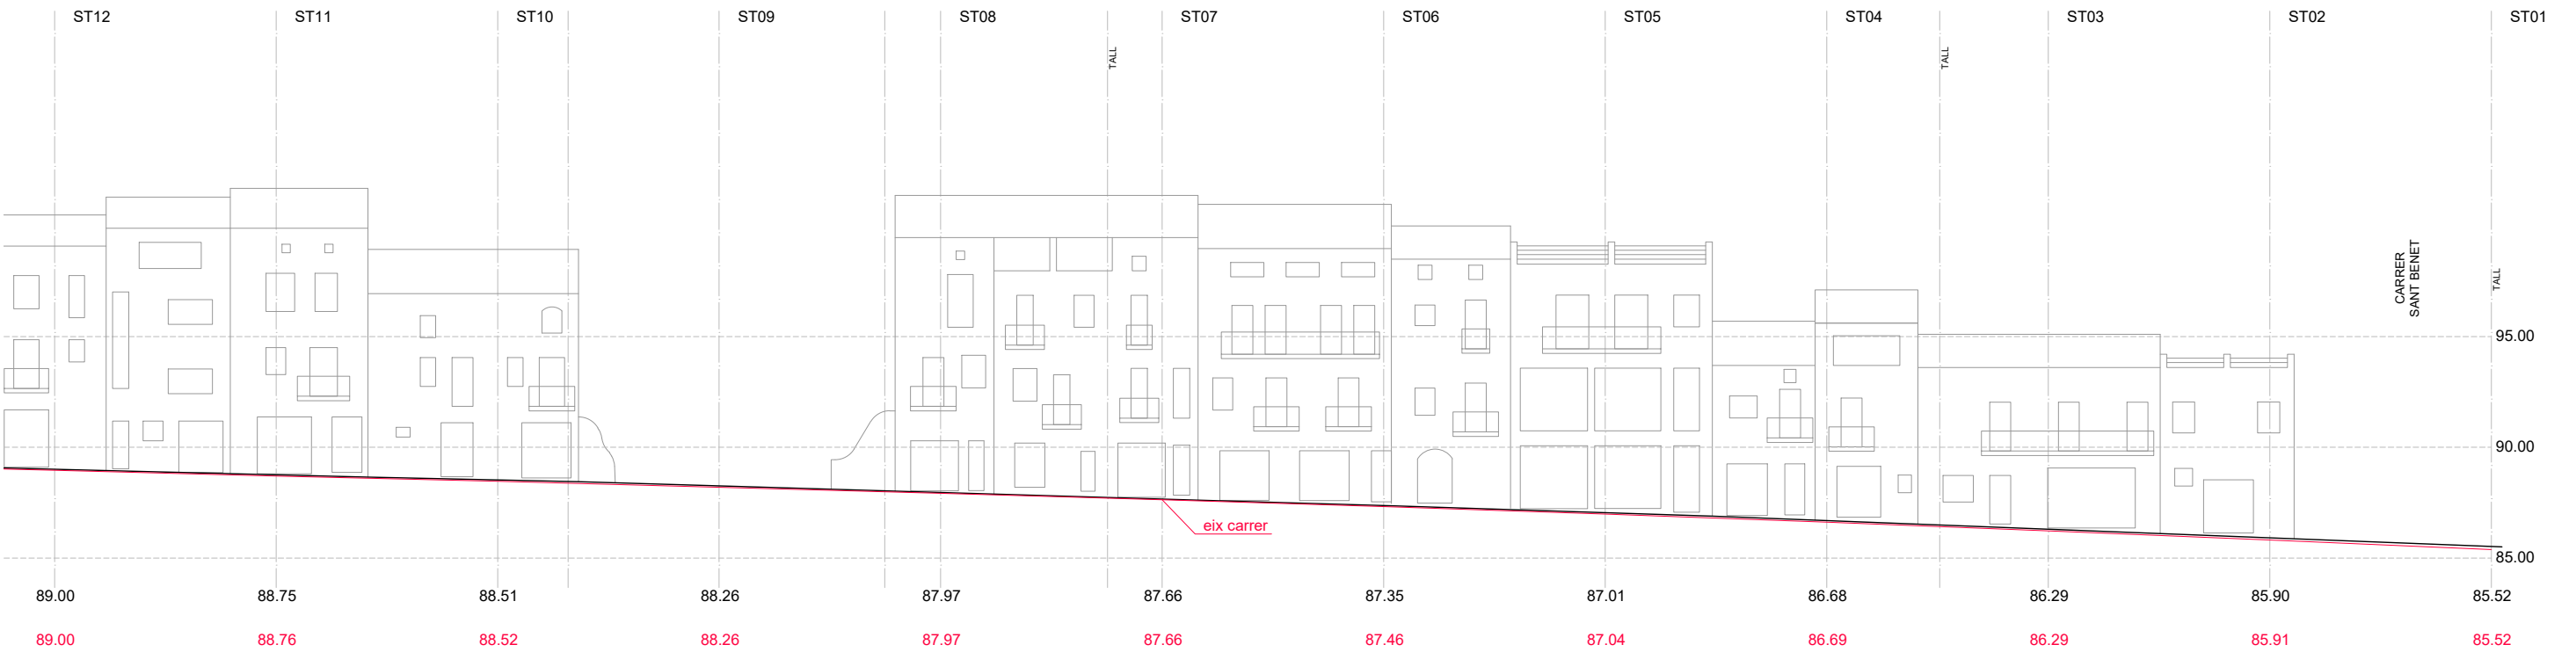 ST12 ST11 ST10 ST09 ST08 ST07 ST06 ST05 ST04 ST03 ST02 ST01
TALL TALL
CARRER
SANT BENET
TALL
95.00
90.00
eix carrer
85.00
89.00 88.75 88.51 88.26 87.97 87.66 87.35 87.01 86.68 86.29 85.90 85.52
89.00 88.76 88.52 88.26 87.97 87.66 87.46 87.04 86.69 86.29 85.91 85.52